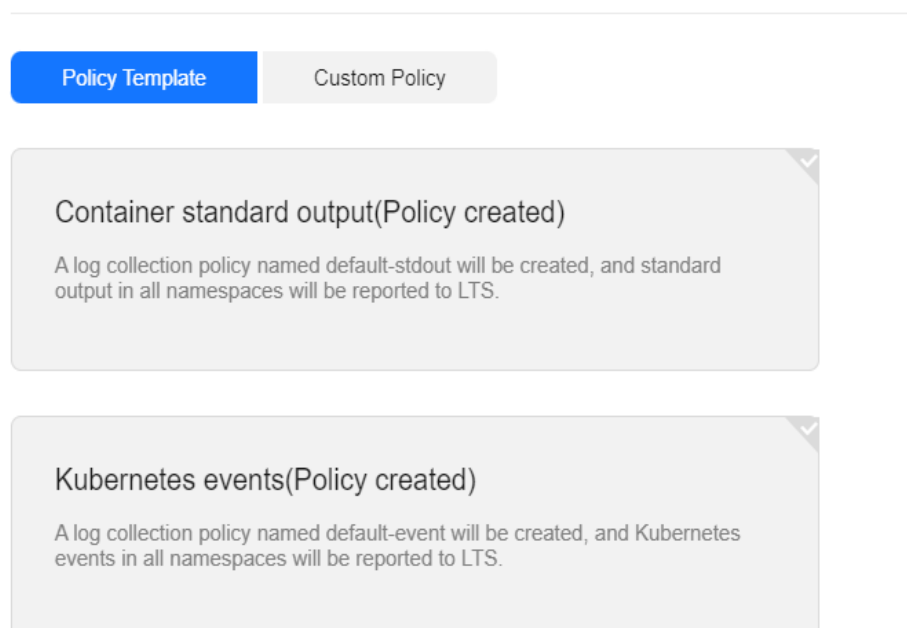 Policy Template
Custom Policy
Container standard output(Policy created)
A log collection policy named default-stdout will be created, and standard
output in all namespaces will be reported to LTS.
Kubernetes events(Policy created)
A log collection policy named default-event will be created, and Kubernetes
events in all namespaces will be reported to LTS.